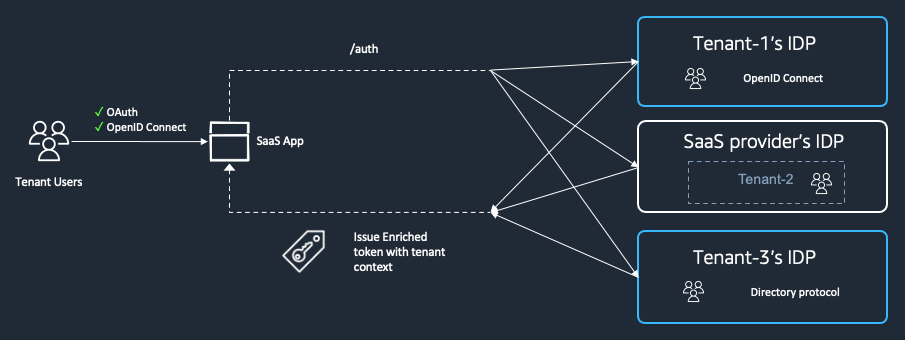 /auth
Tenant-1's IDP
OpenID Connect
✓ OAuth
✓ OpenID Connect
SaaS App
SaaS provider's IDP
Tenant-2
Tenant Users
Issue Enriched
token with tenant
context
Tenant-3's IDP
Directory protocol